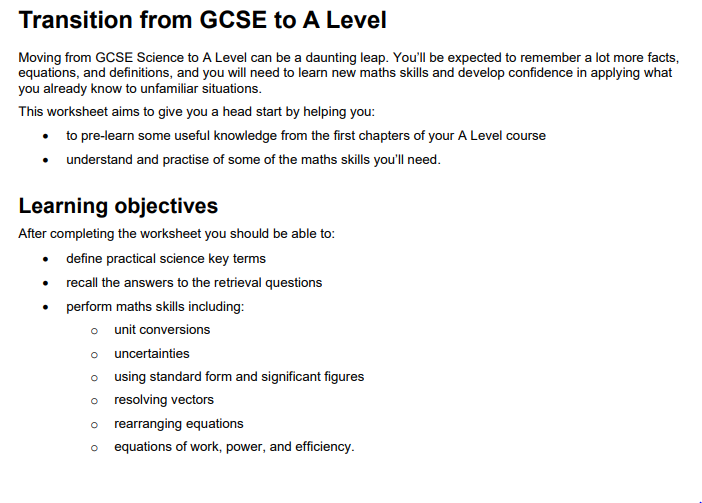 Transition from GCSE to A Level
Moving from GCSE Science to A Level can be a daunting leap. You'll be expected to remember a lot more facts,
equations, and definitions, and you will need to learn new maths skills and develop confidence in applying what
you already know to unfamiliar situations.
This worksheet aims to give you a head start by helping you:
• to pre-learn some useful knowledge from the first chapters of your A Level course
• understand and practise of some of the maths skills you'll need.
Learning objectives
After completing the worksheet you should be able to:
• define practical science key terms
• recall the answers to the retrieval questions
• perform maths skills including:
o unit conversions
o uncertainties
o using standard form and significant figures
o resolving vectors
o rearranging equations
o equations of work, power, and efficiency.